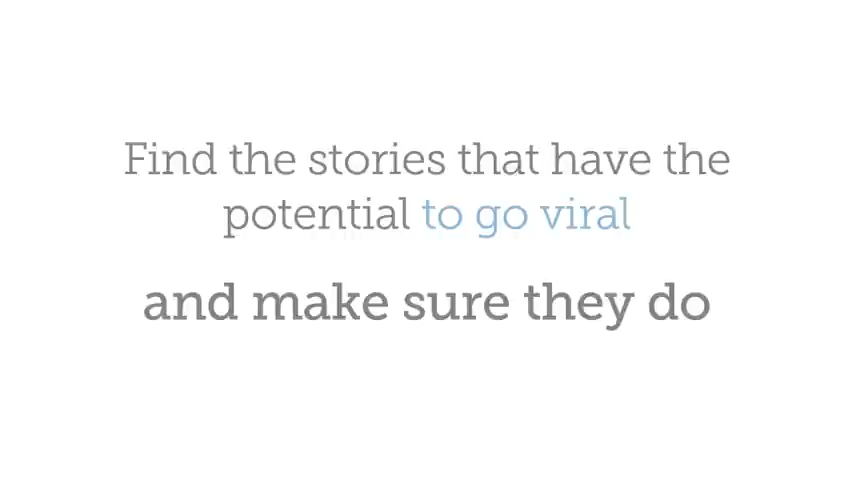 Find the stories that have the
potential to go viral
and make sure they do